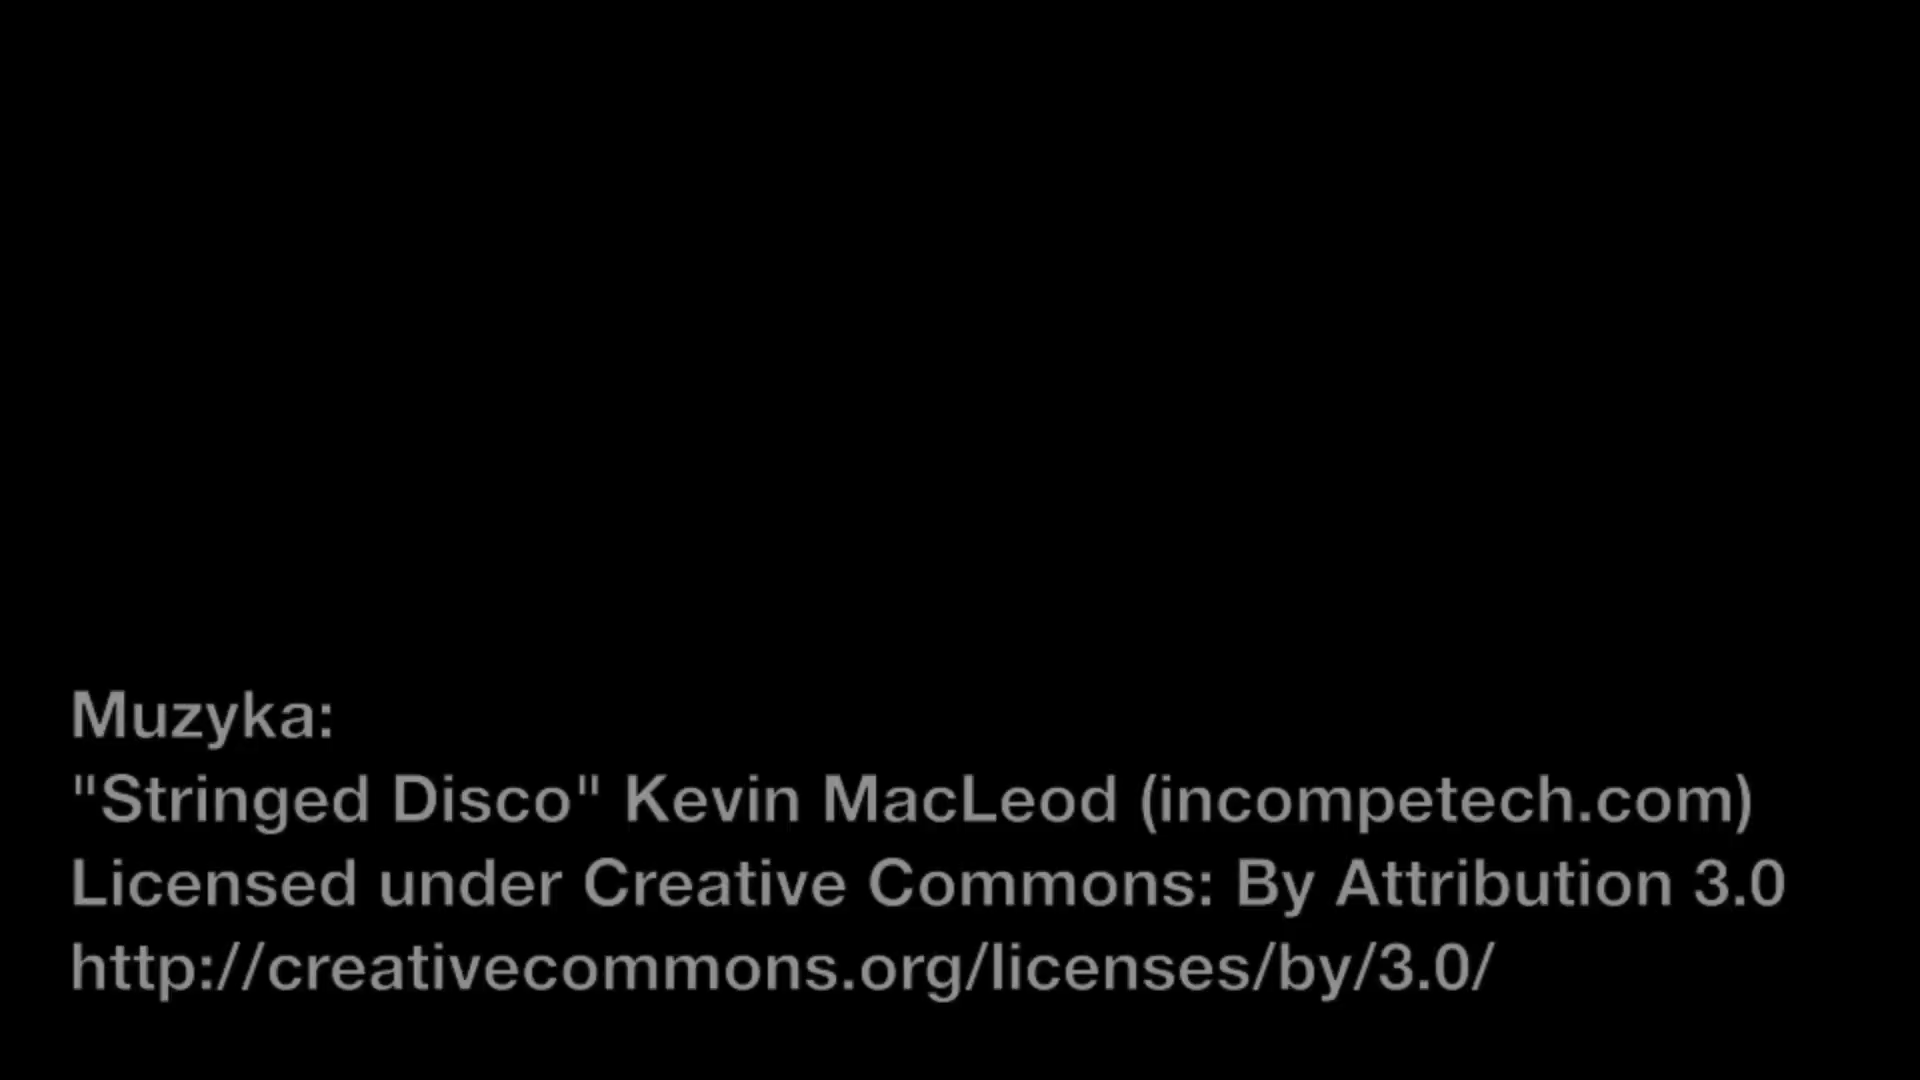 Muzyka:
"Stringed Disco" Kevin MacLeod (incompetech.com)
Licensed under Creative Commons: By Attribution 3.0
http://creativecommons.org/licenses/by/3.0/